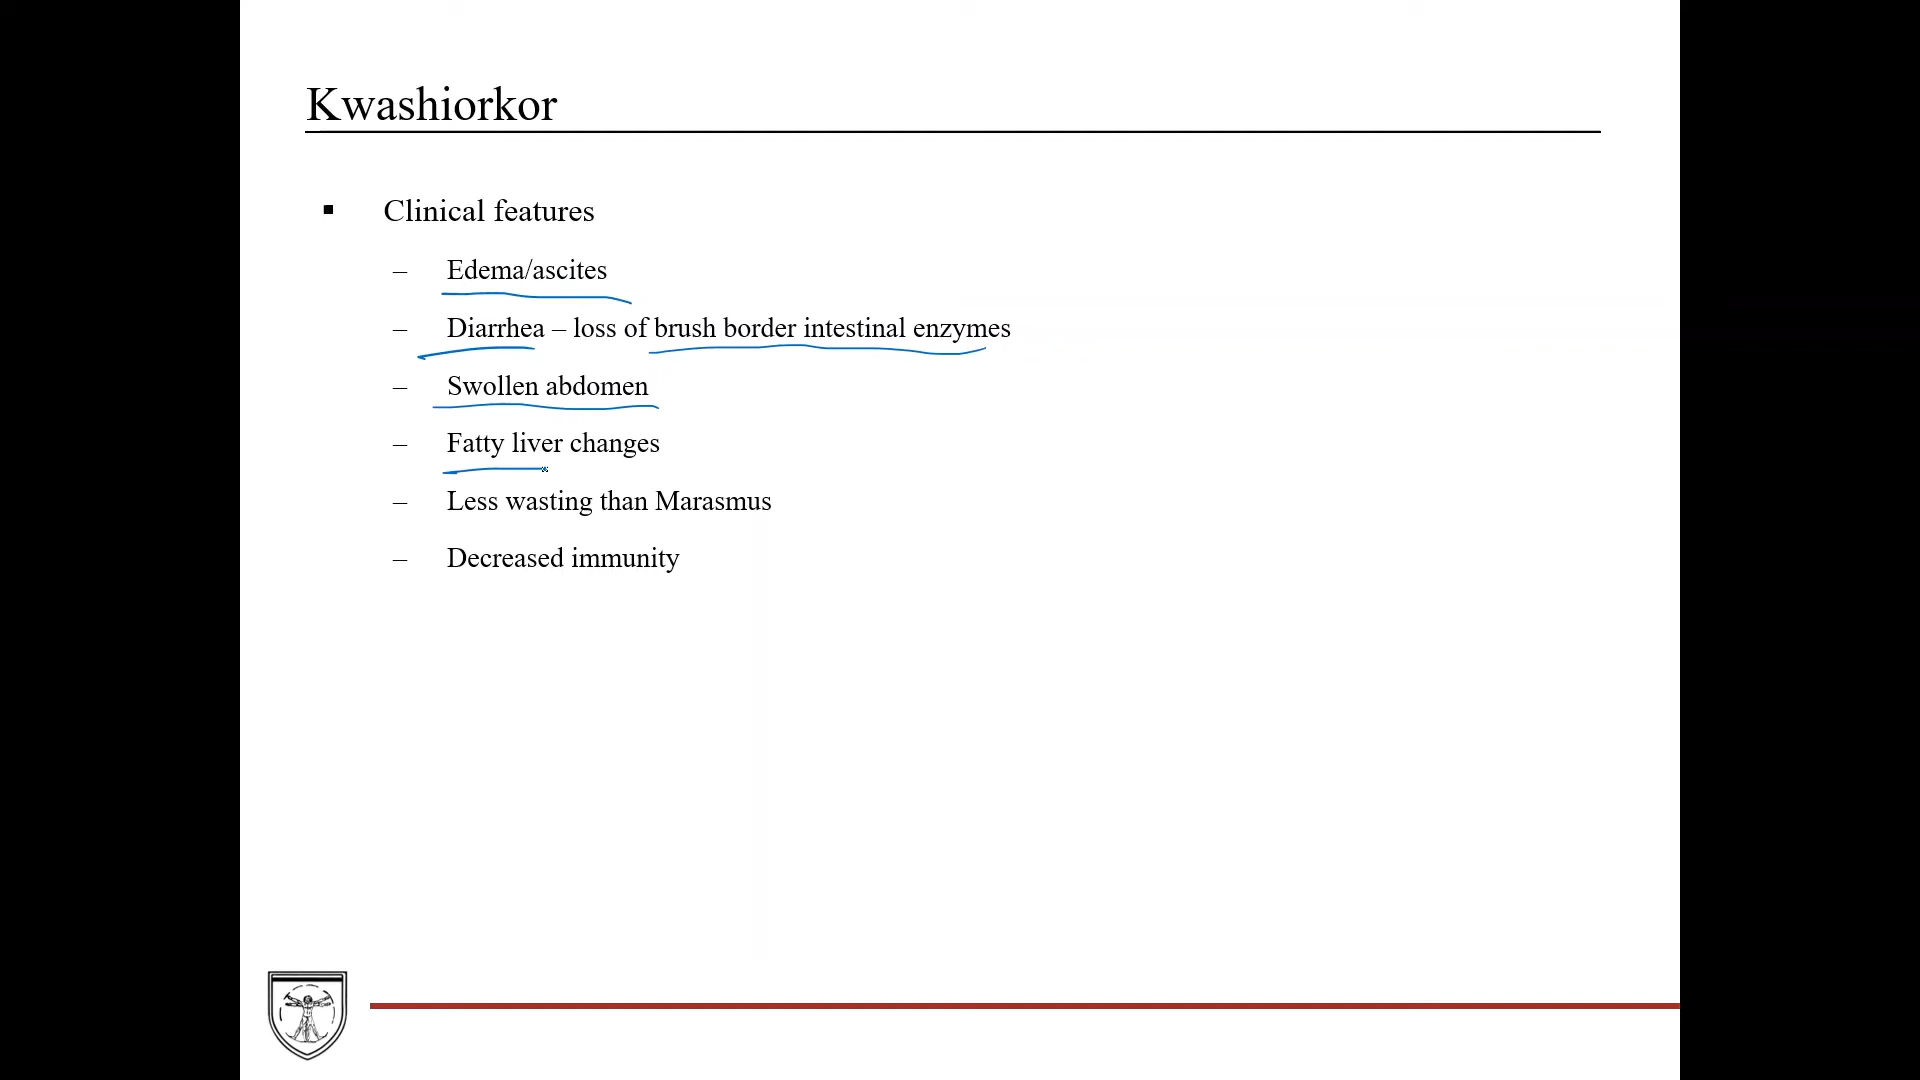 Kwashiorkor
▪ Clinical features
– Edema/ascites
– Diarrhea – loss of brush border intestinal enzymes
– Swollen abdomen
– Fatty liver changes
– Less wasting than Marasmus
– Decreased immunity